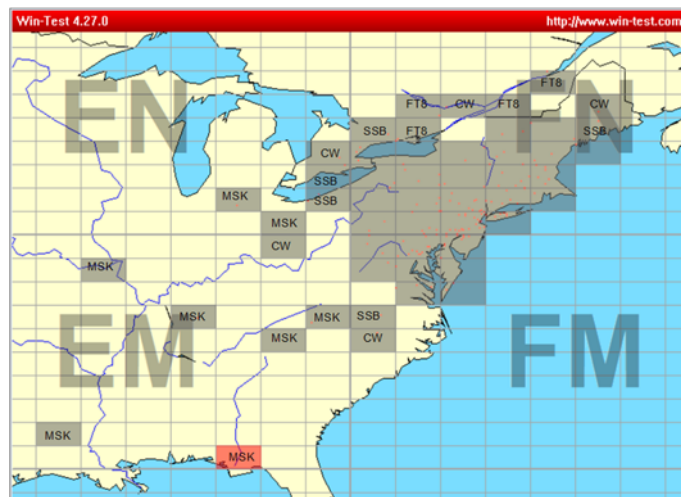 Win-Test 4.27.0 http://www.win-test.com
EN FN
FT8
FT8 CW FT8 CW
SSB FT8 SSB
CW
SSB
MSK SSB
MSK
CW
MSK
MSK MSK SSB
MSK CW
EM FM
MSK
MSK